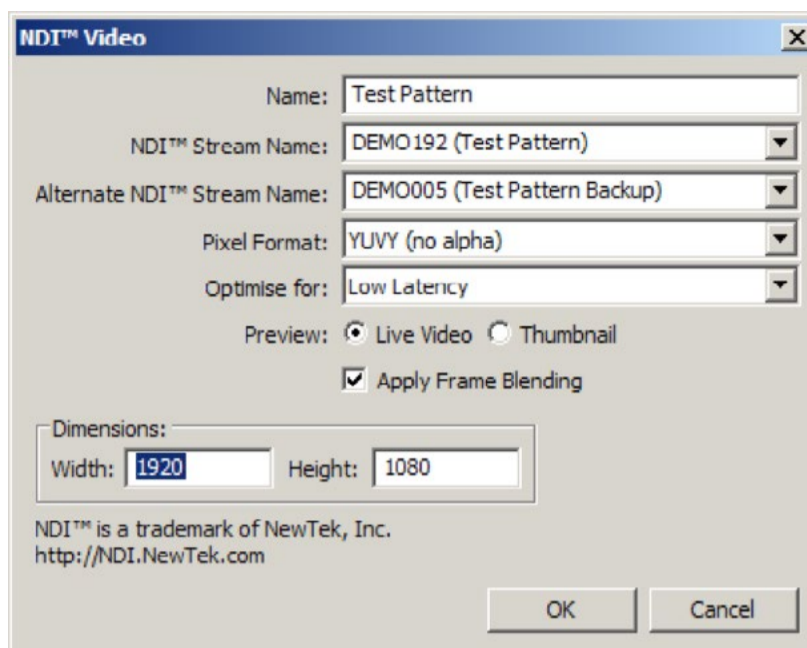 NDI™ Video
Name: Test Pattern
NDI™ Stream Name: DEMO192 (Test Pattern)
Alternate NDI™ Stream Name: DEMO005 (Test Pattern Backup)
Pixel Format: YUVY (no alpha)
Optimise for: Low Latency
Preview: Live Video Thumbnail
Apply Frame Blending
Dimensions:
Width: 1920 Height: 1080
NDI™ is a trademark of NewTek, Inc.
http://NDI.NewTek.com
OK Cancel